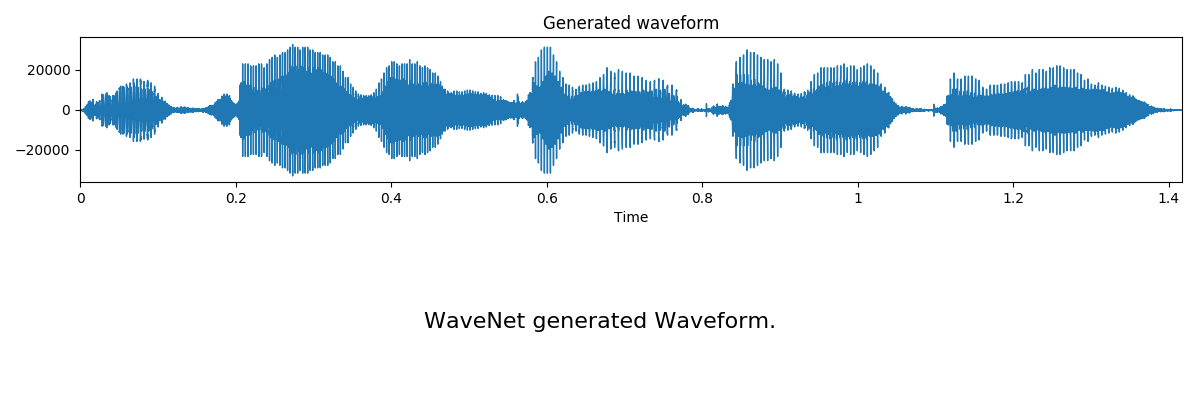 Generated waveform
20000
0
−20000
0 0.2 0.4 0.6 0.8 1 1.2 1.4
Time
WaveNet generated Waveform.